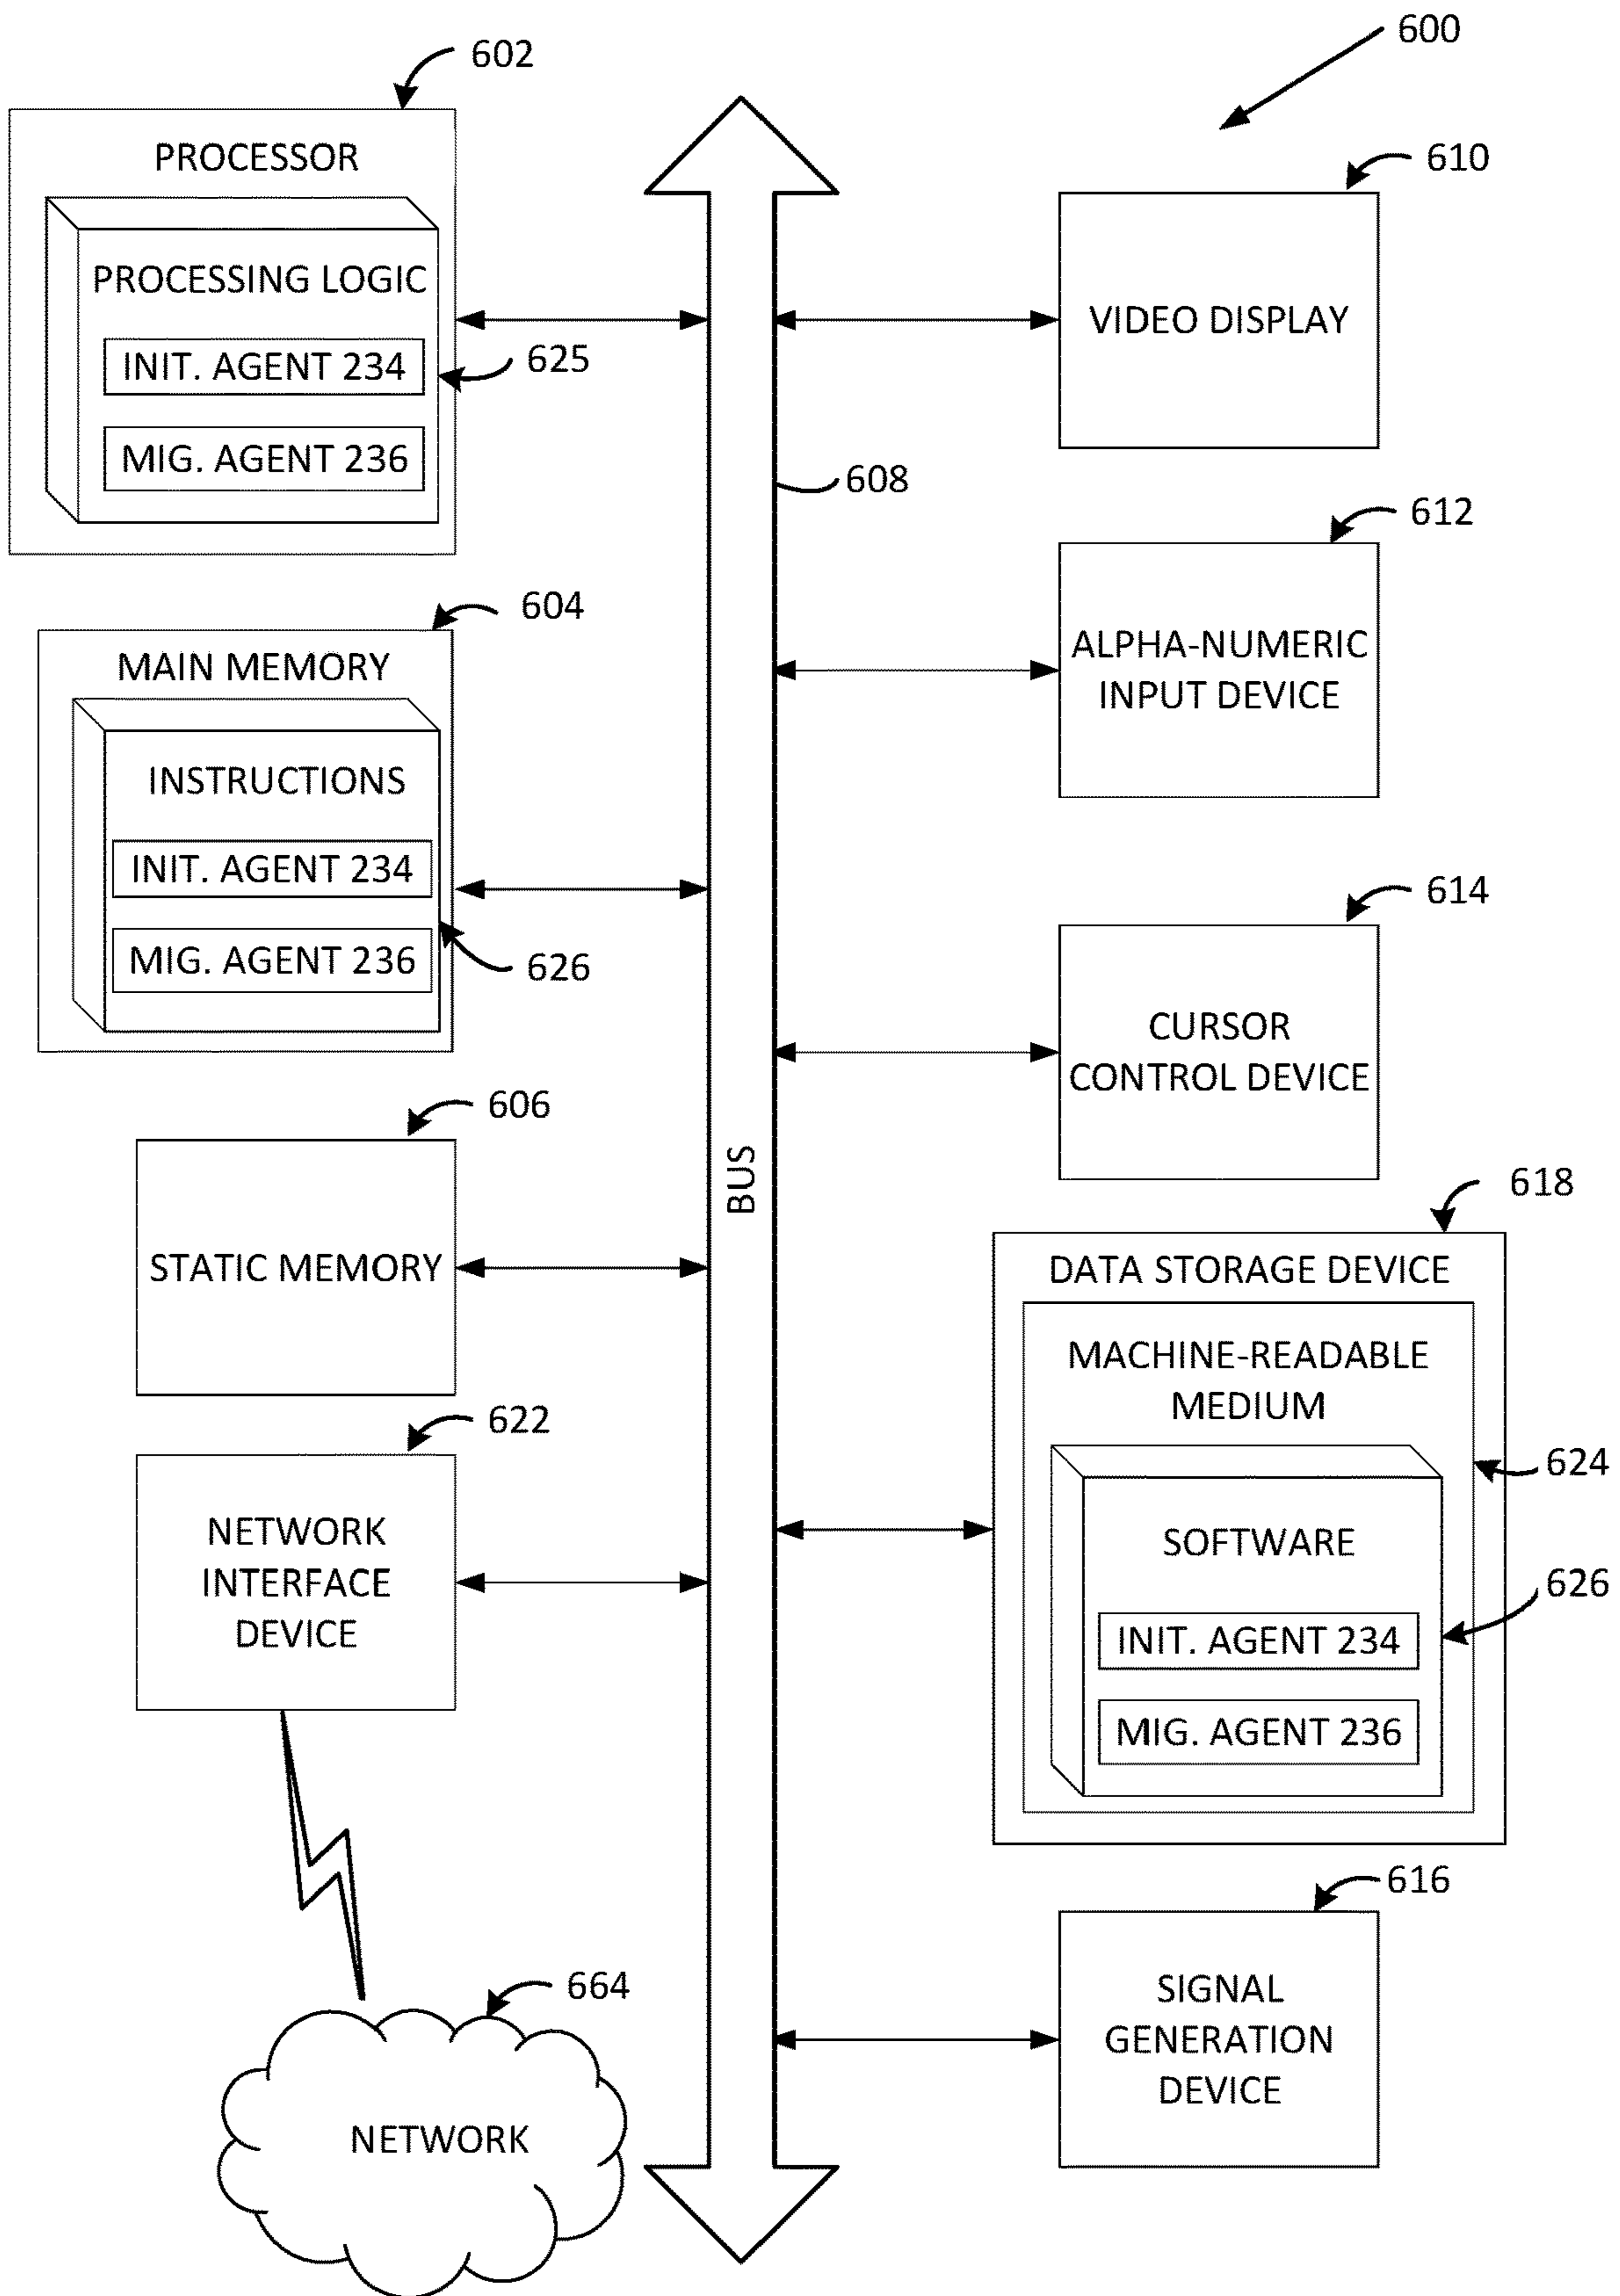 600
602
PROCESSOR
PROCESSING LOGIC
INIT. AGENT 234
625
MIG. AGENT 236
604
MAIN MEMORY
INSTRUCTIONS
INIT. AGENT 234
MIG. AGENT 236
626
606
STATIC MEMORY
622
NETWORK
INTERFACE
DEVICE
664
NETWORK
BUS
608
610
VIDEO DISPLAY
612
ALPHA-NUMERIC
INPUT DEVICE
614
CURSOR
CONTROL DEVICE
618
DATA STORAGE DEVICE
MACHINE-READABLE
MEDIUM
624
SOFTWARE
626
INIT. AGENT 234
MIG. AGENT 236
616
SIGNAL
GENERATION
DEVICE